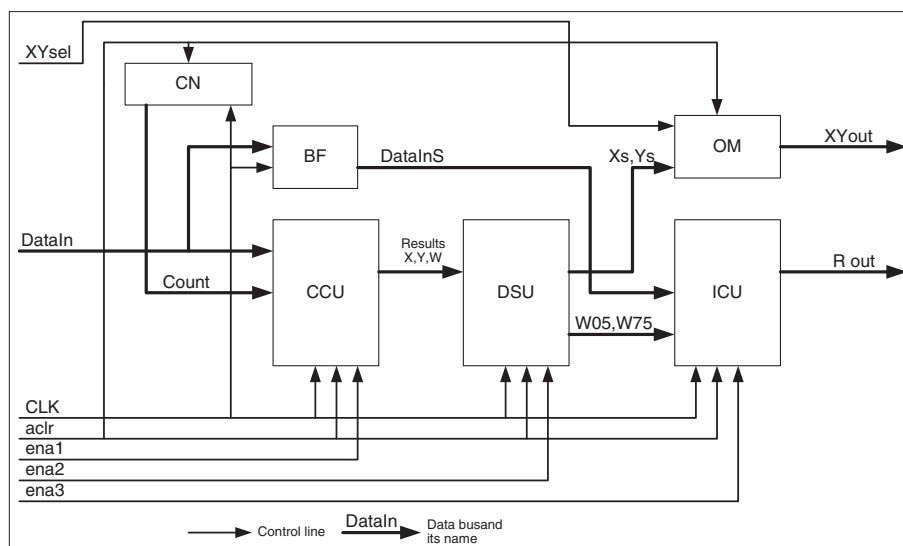 XYsel
CN
BF
DataInS
Xs,Ys
OM
XYout
DataIn
Results
X,Y,W
Count
CCU
DSU
ICU
R out
W05,W75
CLK
aclr
ena1
ena2
ena3
Control line
DataIn
Data busand
its name